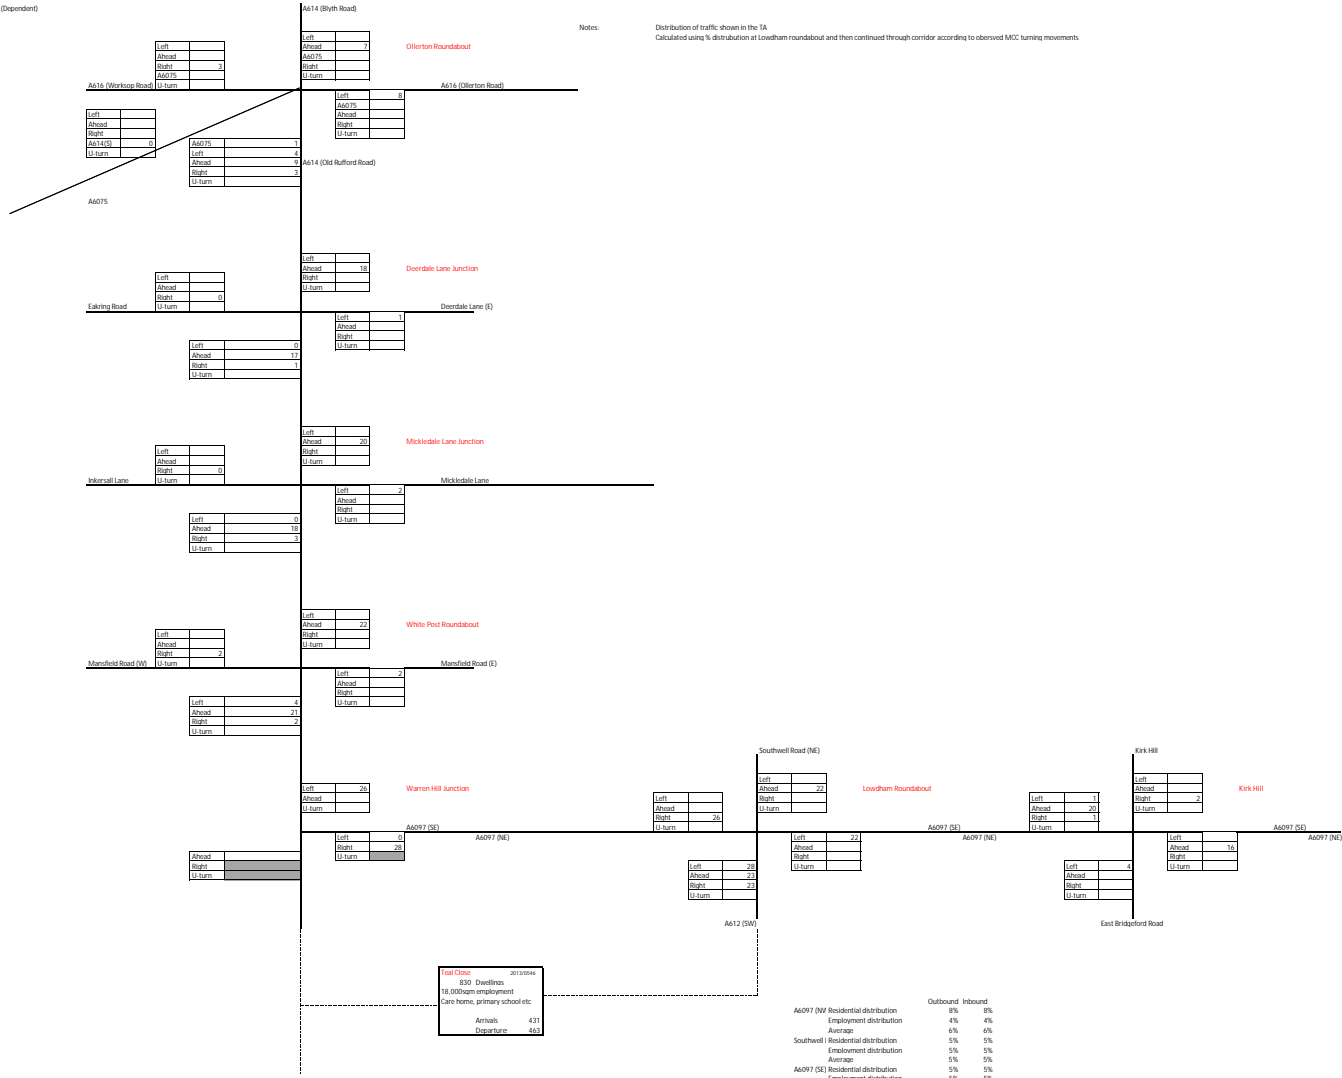 (Dependent)
A614 (Blyth Road)
Notes: Distribution of traffic shown in the TA
Calculated using % distrubution at Lowdham roundabout and then continued through corridor according to obersved MCC turning movements
Left
Ahead 7
A6075
Right
U-turn
Ollerton Roundabout
Left
Ahead
Right 3
A6075
U-turn
A616 (Worksop Road)
A616 (Ollerton Road)
Left 8
A6075
Ahead
Right
U-turn
Left
Ahead
Right
A614(S) 0
U-turn
A6075 1
Left 4
Ahead 9
Right 3
U-turn
A614 (Old Rufford Road)
A6075
Left
Ahead 18
Right
U-turn
Deerdale Lane Junction
Left
Ahead
Right 0
U-turn
Eakring Road
Deerdale Lane (E)
Left 1
Ahead
Right
U-turn
Left 0
Ahead 17
Right 1
U-turn
Left
Ahead 20
Right
U-turn
Mickledale Lane Junction
Left
Ahead
Right 0
U-turn
Inkersall Lane
Mickledale Lane
Left 2
Ahead
Right
U-turn
Left 0
Ahead 18
Right 3
U-turn
Left
Ahead 22
Right
U-turn
White Post Roundabout
Left
Ahead
Right 2
U-turn
Mansfield Road (W)
Mansfield Road (E)
Left 2
Ahead
Right
U-turn
Left 4
Ahead 21
Right 2
U-turn
Southwell Road (NE)
Kirk Hill
Left 26
Ahead
U-turn
Warren Hill Junction
A6097 (SE)
Left 0
Right 28
U-turn
A6097 (NE)
Ahead
Right
U-turn
Left
Ahead
Right 26
U-turn
Left
Ahead 22
Right
U-turn
Lowdham Roundabout
A6097 (SE)
Left 22
Ahead
Right
U-turn
A6097 (NE)
Left 28
Ahead 23
Right 23
U-turn
A612 (SW)
Left 1
Ahead 20
Right 1
U-turn
Left
Ahead
Right 2
U-turn
Kirk Hill
A6097 (SE)
Left
Ahead 16
Right
U-turn
A6097 (NE)
Left 4
Ahead
Right
U-turn
East Bridgeford Road
Teal Close 2013/0546
830 Dwellings
18,000sqm employment
Care home, primary school etc
Arrivals 431
Departure 463
Outbound Inbound
A6097 (NW Residential distribution 8% 8%
Employment distribution 4% 4%
Average 6% 6%
Southwell Residential distribution 5% 5%
Employment distribution 5% 5%
Average 5% 5%
A6097 (SE) Residential distribution 5% 5%